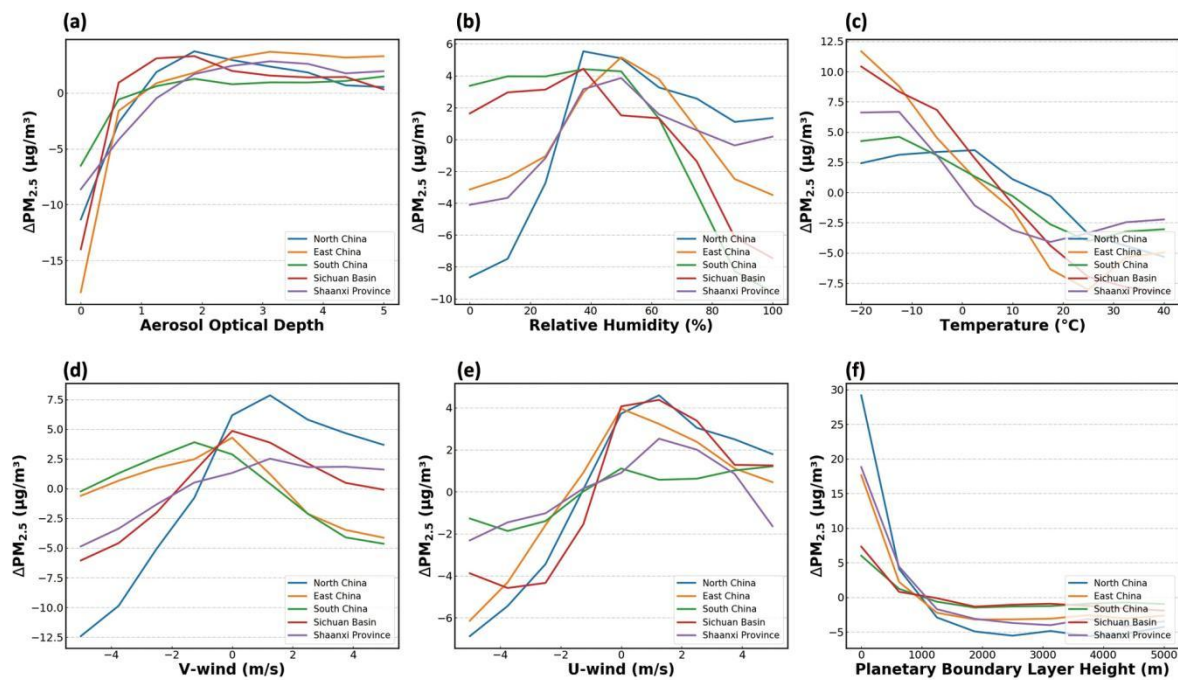 (a)
ΔPM2.5 (μg/m³)
0
−5
−10
−15
North China
East China
South China
Sichuan Basin
Shaanxi Province
0 1 2 3 4 5
Aerosol Optical Depth
(b)
ΔPM2.5 (μg/m³)
6
4
2
0
−2
−4
−6
−8
−10
North China
East China
South China
Sichuan Basin
Shaanxi Province
0 20 40 60 80 100
Relative Humidity (%)
(c)
ΔPM2.5 (μg/m³)
12.5
10.0
7.5
5.0
2.5
0.0
−2.5
−5.0
−7.5
North China
East China
South China
Sichuan Basin
Shaanxi Province
−20 −10 0 10 20 30 40
Temperature (°C)
(d)
ΔPM2.5 (μg/m³)
7.5
5.0
2.5
0.0
−2.5
−5.0
−7.5
−10.0
−12.5
North China
East China
South China
Sichuan Basin
Shaanxi Province
−4 −2 0 2 4
V-wind (m/s)
(e)
ΔPM2.5 (μg/m³)
4
2
0
−2
−4
−6
North China
East China
South China
Sichuan Basin
Shaanxi Province
−4 −2 0 2 4
U-wind (m/s)
(f)
ΔPM2.5 (μg/m³)
30
25
20
15
10
5
0
−5
North China
East China
South China
Sichuan Basin
Shaanxi Province
0 1000 2000 3000 4000 5000
Planetary Boundary Layer Height (m)